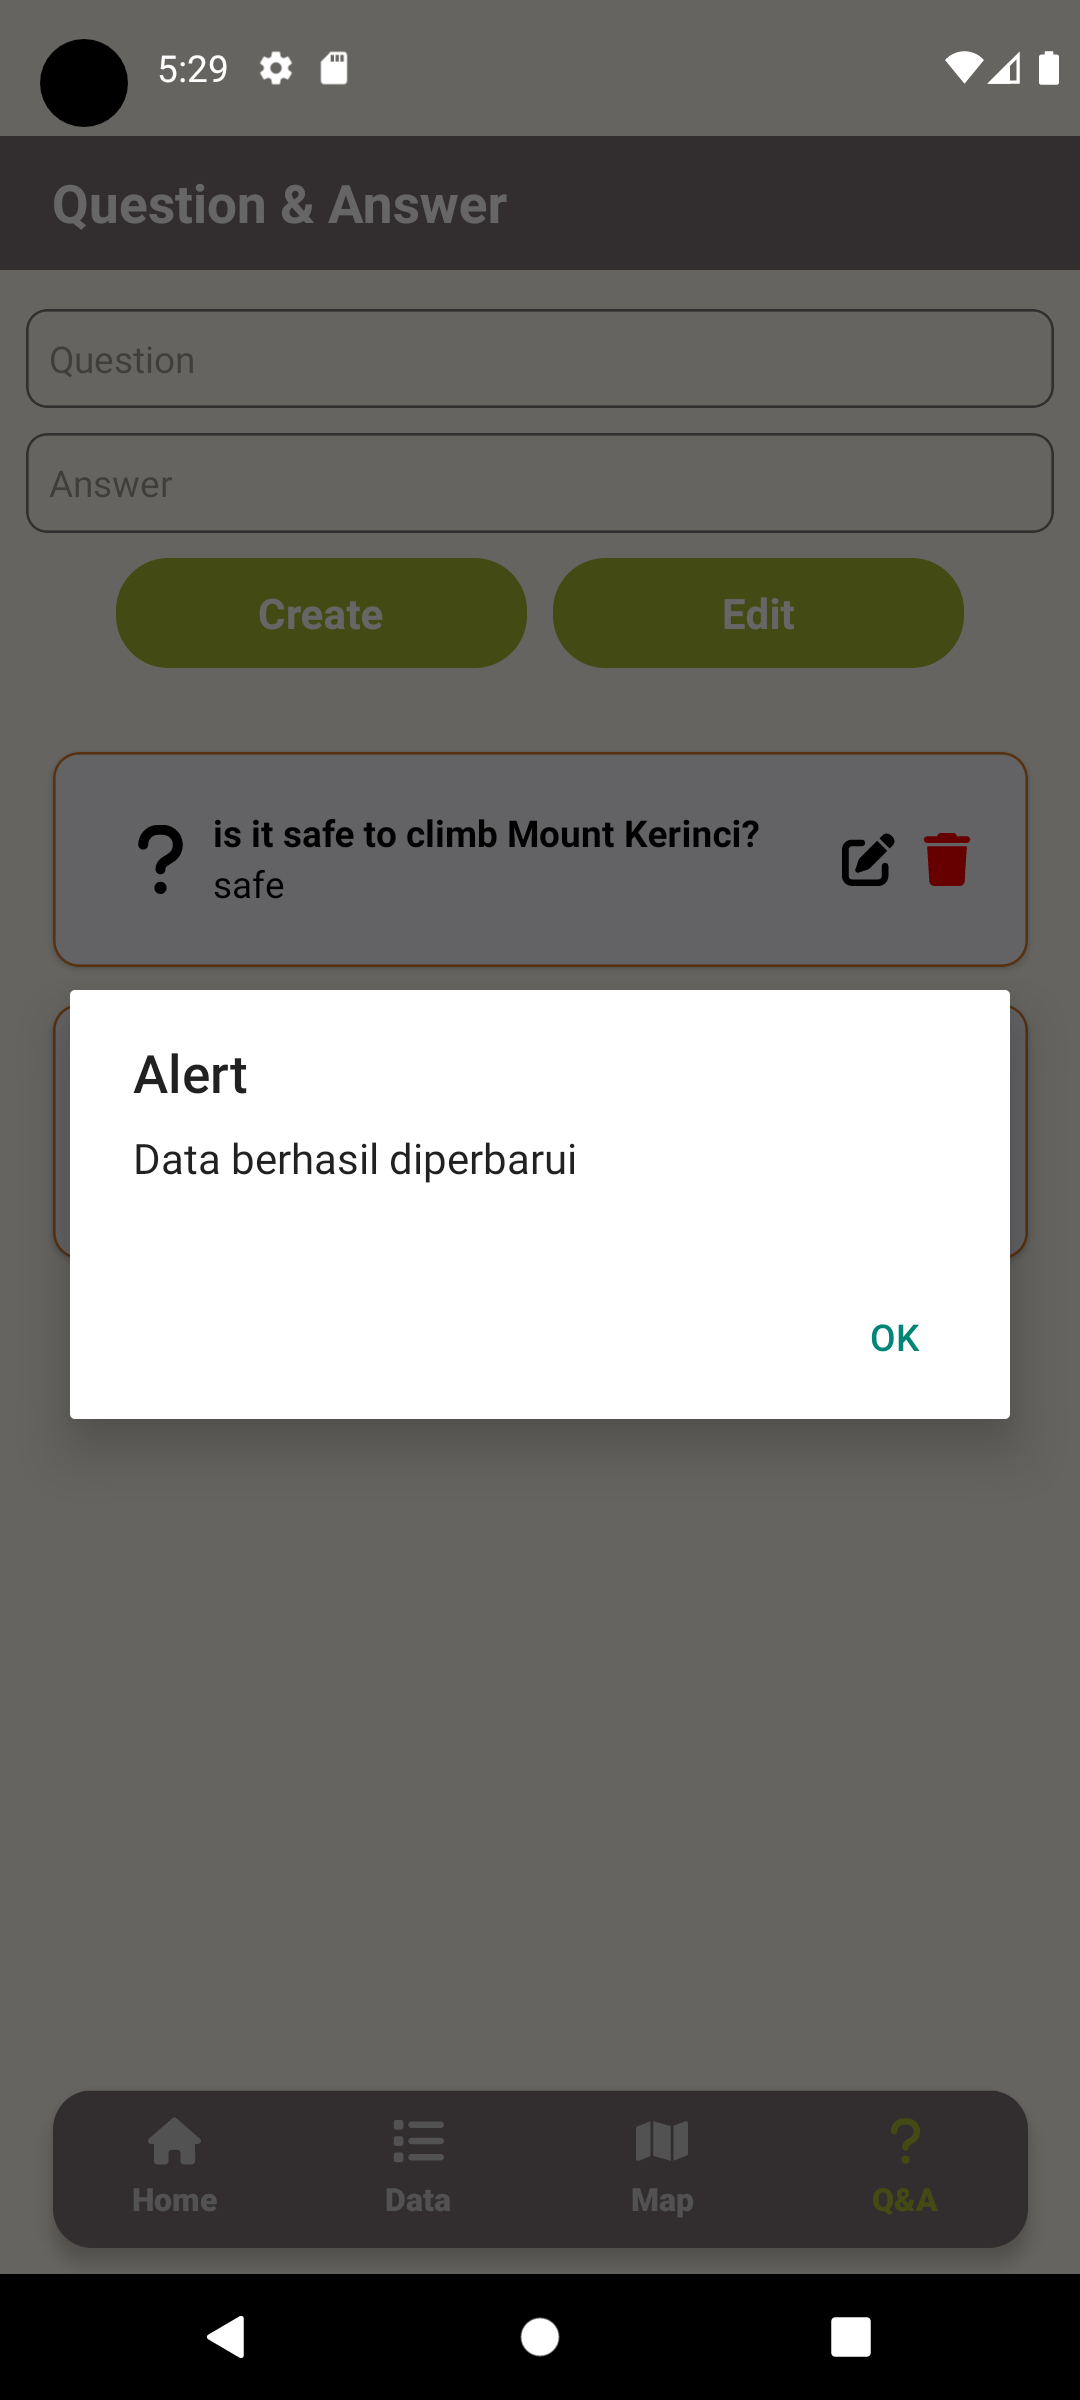 5:29
Question & Answer
Question
Answer
Create
Edit
is it safe to climb Mount Kerinci?
safe
Alert
Data berhasil diperbarui
OK
Home
Data
Map
Q&A